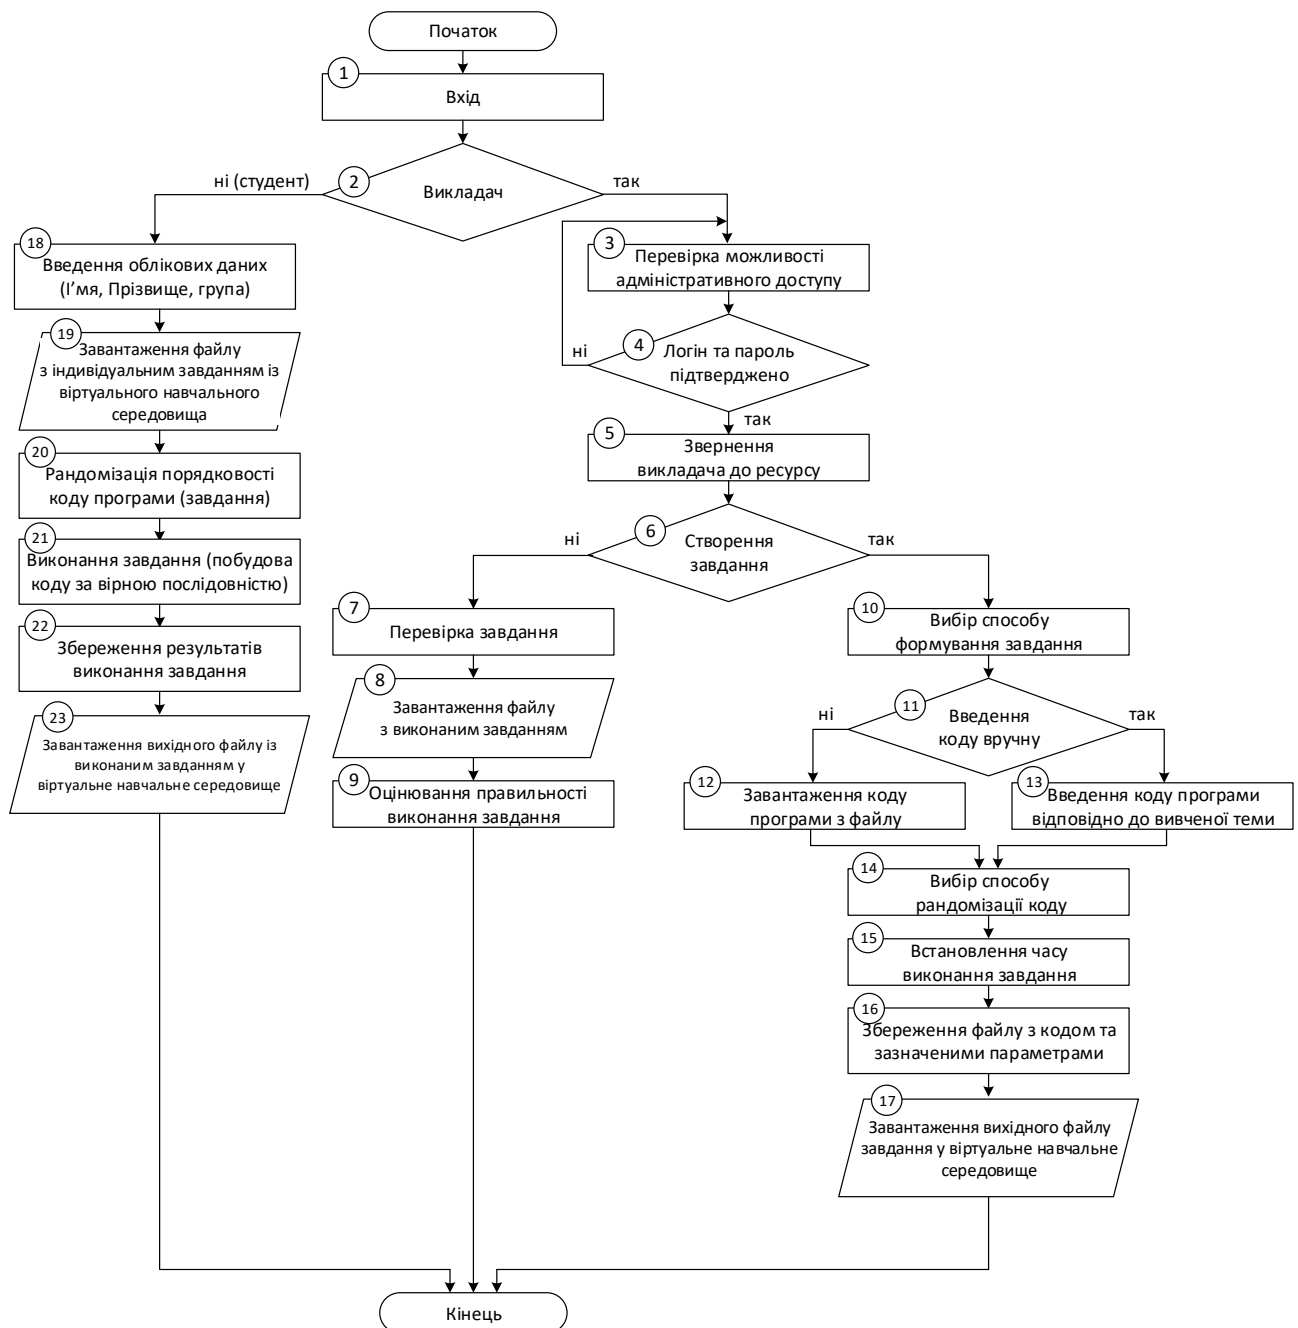 Початок
1
Вхід
2
Викладач
ні (студент)
так
18
Введення облікових даних
(І'мя, Прізвище, група)
19
Завантаження файлу
з індивідуальним завданням із
віртуального навчального
середовища
20
Рандомізація порядковості
коду програми (завдання)
21
Виконання завдання (побудова
коду за вірною послідовністю)
22
Збереження результатів
виконання завдання
23
Завантаження вихідного файлу із
виконаним завданням у
віртуальне навчальне середовище
3
Перевірка можливості
адміністративного доступу
4
Логін та пароль
підтверджено
ні
так
5
Звернення
викладача до ресурсу
6
Створення
завдання
ні
так
7
Перевірка завдання
8
Завантаження файлу
з виконаним завданням
9
Оцінювання правильності
виконання завдання
10
Вибір способу
формування завдання
11
Введення
коду вручну
ні
так
12
Завантаження коду
програми з файлу
13
Введення коду програми
відповідно до вивченої теми
14
Вибір способу
рандомізації коду
15
Встановлення часу
виконання завдання
16
Збереження файлу з кодом та
зазначеними параметрами
17
Завантаження вихідного файлу
завдання у віртуальне навчальне
середовище
Кінець